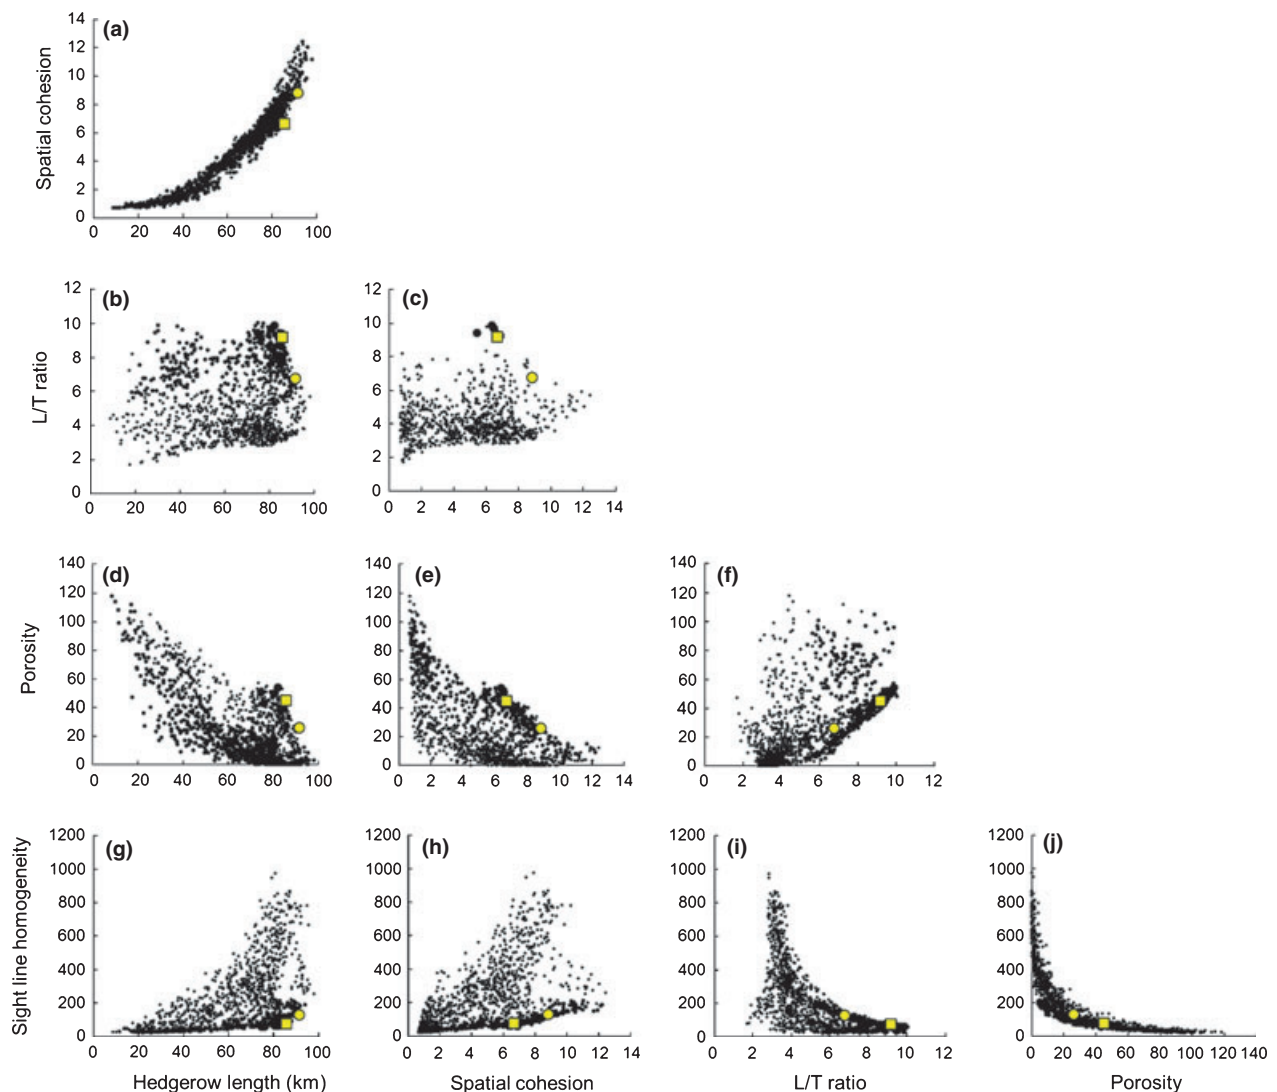 (a)
Spatial cohesion
14
12
10
8
6
4
2
0
0 20 40 60 80 100
(b)
L/T ratio
12
10
8
6
4
2
0
0 20 40 60 80 100
(c)
12
10
8
6
4
2
0
0 2 4 6 8 10 12 14
(d)
Porosity
140
120
100
80
60
40
20
0
0 20 40 60 80 100
(e)
140
120
100
80
60
40
20
0
0 2 4 6 8 10 12 14
(f)
140
120
100
80
60
40
20
0
0 2 4 6 8 10 12
(g)
Sight line homogeneity
1200
1000
800
600
400
200
0
0 20 40 60 80 100
Hedgerow length (km)
(h)
1200
1000
800
600
400
200
0
0 2 4 6 8 10 12 14
Spatial cohesion
(i)
1200
1000
800
600
400
200
0
0 2 4 6 8 10 12
L/T ratio
(j)
1200
1000
800
600
400
200
0
0 20 40 60 80 100 120 140
Porosity